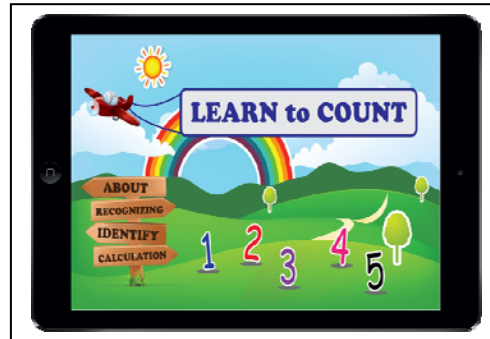 LEARN to COUNT
ABOUT
RECOGNIZING
IDENTIFY
CALCULATION
1 2 3 4 5